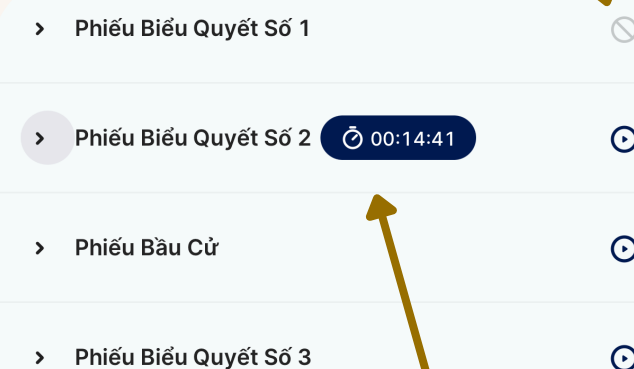 Phiếu Biểu Quyết Số 1
Phiếu Biểu Quyết Số 2 00:14:41
Phiếu Bầu Cử
Phiếu Biểu Quyết Số 3